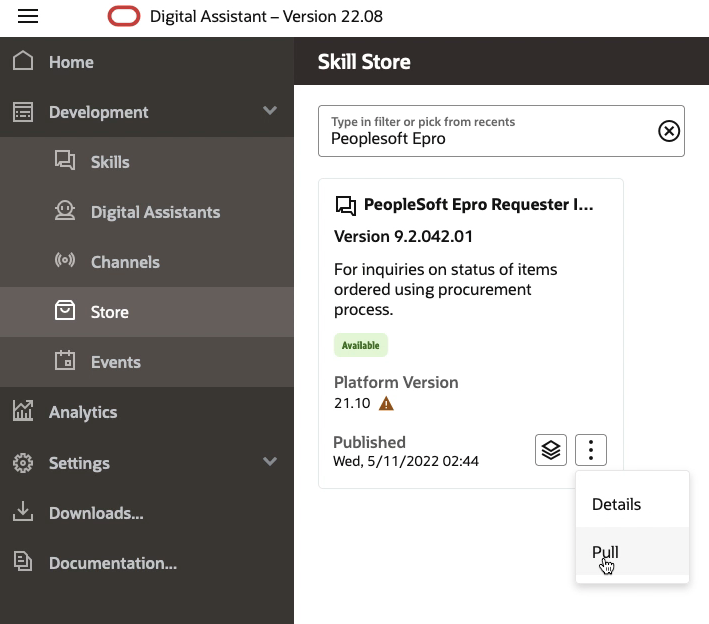 Digital Assistant – Version 22.08
Home
Development
Skills
Digital Assistants
Channels
Store
Events
Analytics
Settings
Downloads...
Documentation...
Skill Store
Type in filter or pick from recents
Peoplesoft Epro
PeopleSoft Epro Requester I...
Version 9.2.042.01
For inquiries on status of items
ordered using procurement
process.
Available
Platform Version
21.10
Published
Wed, 5/11/2022 02:44
Details
Pull